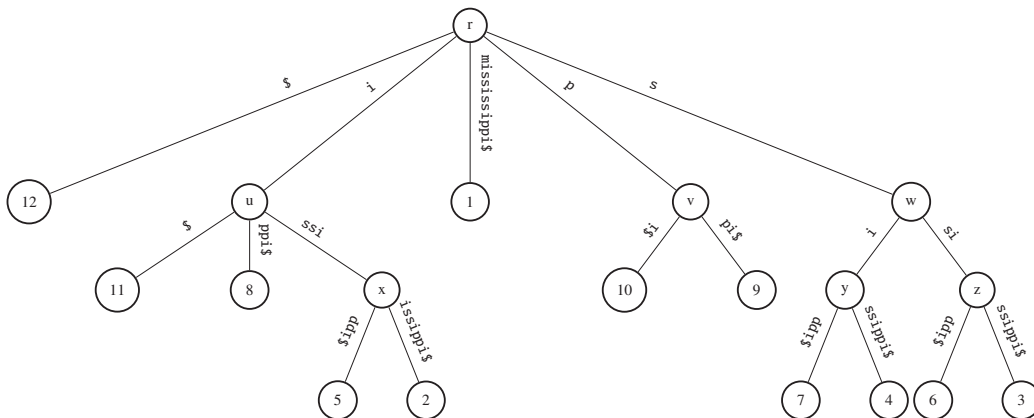 r
$
i
mississippi$
p
s
12
u
1
v
w
$
ppi$
ssi
$i
pi$
i
si
11
8
x
10
9
y
z
$ipp
issippi$
$ipp
ssippi$
$ipp
ssippi$
5
2
7
4
6
3